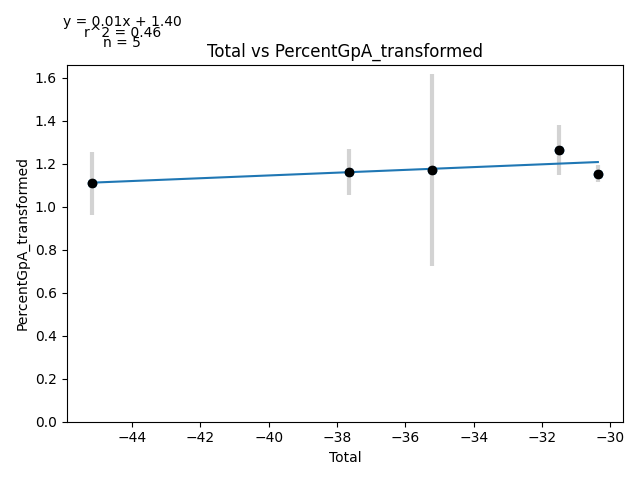 y = 0.01x + 1.40
r^2 = 0.46
n = 5
Total vs PercentGpA_transformed
1.6
1.4
1.2
1.0
0.8
0.6
0.4
0.2
0.0
PercentGpA_transformed
−44
−42
−40
−38
−36
−34
−32
−30
Total